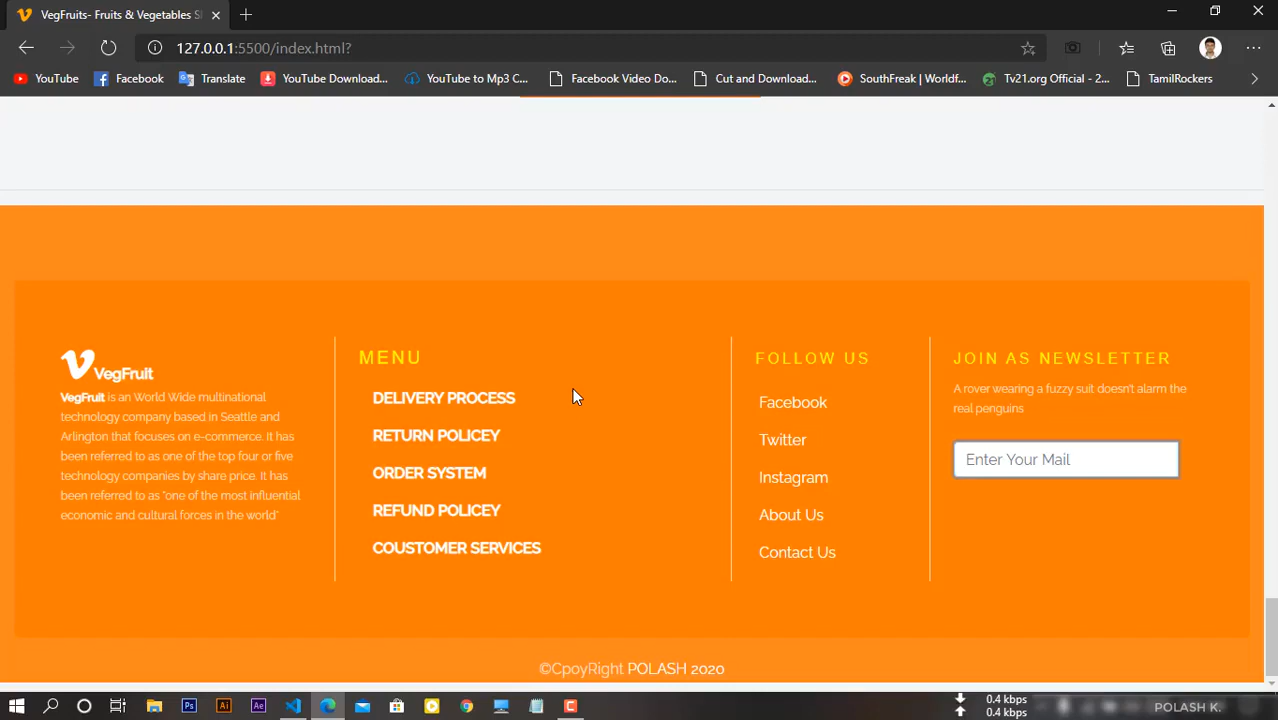 VegFruits- Fruits & Vegetables S
127.0.0.1:5500/index.html?
YouTube
Facebook
Translate
YouTube Download...
YouTube to Mp3 C...
Facebook Video Do...
Cut and Download...
SouthFreak | Worldf...
Tv21.org Official - 2...
TamilRockers
VegFruit
VegFruit is an World Wide multinational
technology company based in Seattle and
Arlington that focuses on e-commerce. It has
been referred to as one of the top four or five
technology companies by share price. It has
been referred to as "one of the most influential
economic and cultural forces in the world"
MENU
DELIVERY PROCESS
RETURN POLICEY
ORDER SYSTEM
REFUND POLICEY
COUSTOMER SERVICES
FOLLOW US
Facebook
Twitter
Instagram
About Us
Contact Us
JOIN AS NEWSLETTER
A rover wearing a fuzzy suit doesn't alarm the
real penguins
Enter Your Mail
©CpoyRight POLASH 2020
Ps
Ai
Ae
0.4 kbps
0.4 kbps
POLASH K.